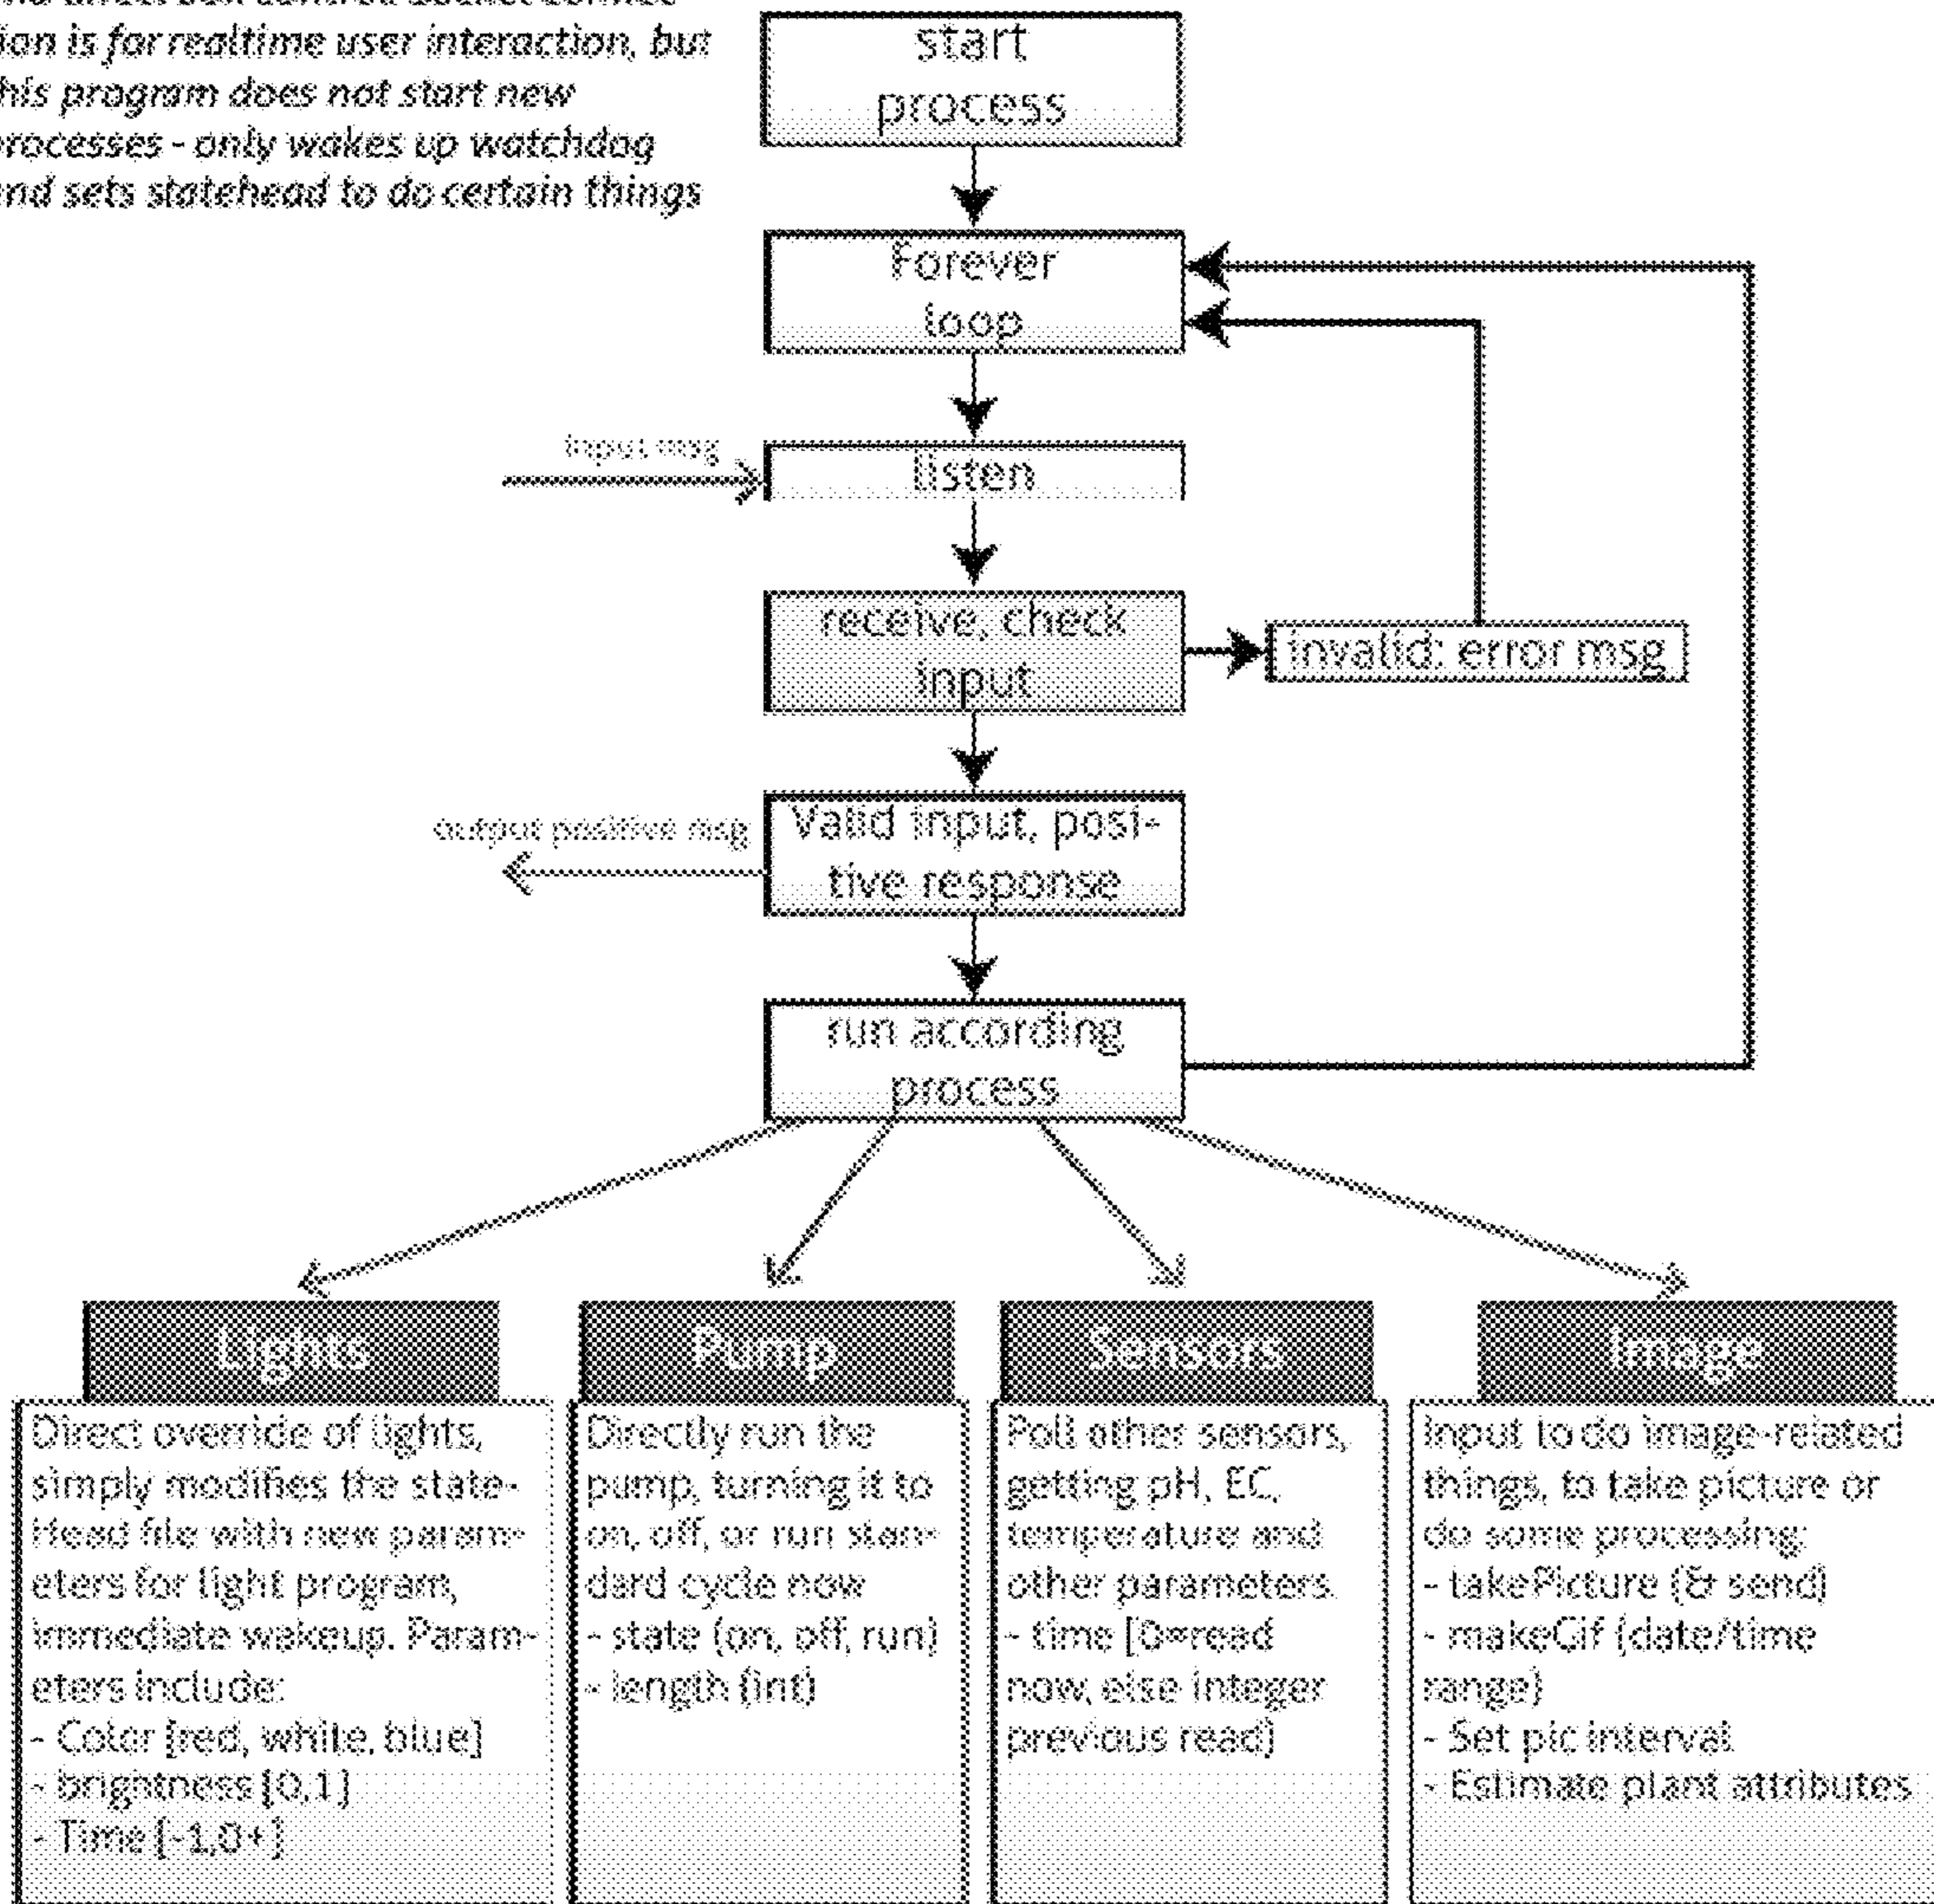 ion is for realtime user interaction, but
his program does not start new
rocesses - only wakes up watchdog
nd sets statehead to do certain things
start
process
Forever
loop
input msg
listen
receive, check
input
invalid: error msg
output positive msg
Valid input, posi-
tive response
run according
process
Lights
Direct override of lights,
simply modifies the state-
Head file with new param-
eters for light program,
immediate wakeup. Param-
eters include:
- Color [red, white, blue]
- brightness [0,1]
- Time [-1,0+]
Pump
Directly run the
pump, turning it to
on, off, or run stan-
dard cycle now
- state (on, off, run)
- length (int)
Sensors
Poll other sensors,
getting pH, EC,
temperature and
other parameters.
- time [0=read
now, else integer
previous read)
Image
Input to do image-related
things, to take picture or
do some processing:
- takePicture (& send)
- makeGif (date/time
range)
- Set pic interval
- Estimate plant attributes